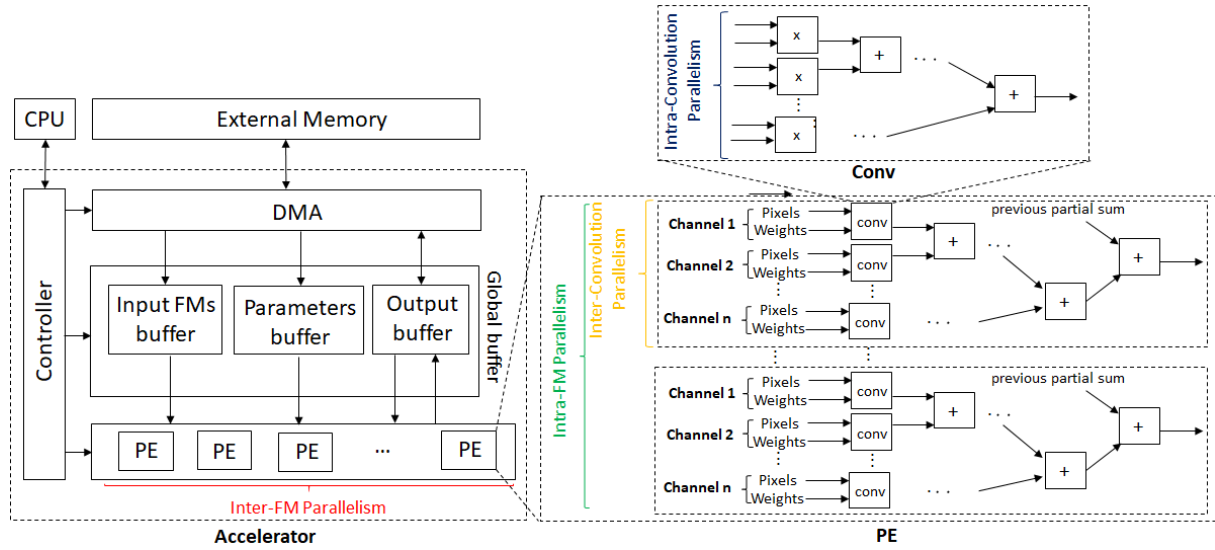 CPU
External Memory
Controller
DMA
Input FMs
buffer
Parameters
buffer
Output
buffer
Global buffer
PE
PE
PE
...
PE
Inter-FM Parallelism
Accelerator
Intra-Convolution
Parallelism
x
x
x
+
...
...
+
Conv
Intra-FM Parallelism
Inter-Convolution
Parallelism
Channel 1
Pixels
Weights
conv
Channel 2
Pixels
Weights
conv
Channel n
Pixels
Weights
conv
+
...
...
+
previous partial sum
+
Channel 1
Pixels
Weights
conv
Channel 2
Pixels
Weights
conv
Channel n
Pixels
Weights
conv
+
...
...
+
previous partial sum
+
PE